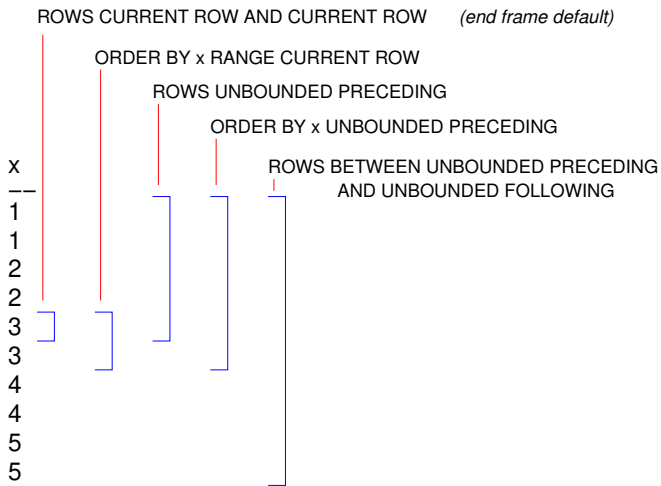 ROWS CURRENT ROW AND CURRENT ROW (end frame default)
ORDER BY x RANGE CURRENT ROW
ROWS UNBOUNDED PRECEDING
ORDER BY x UNBOUNDED PRECEDING
ROWS BETWEEN UNBOUNDED PRECEDING
AND UNBOUNDED FOLLOWING
x
--
1
1
2
2
3
3
4
4
5
5